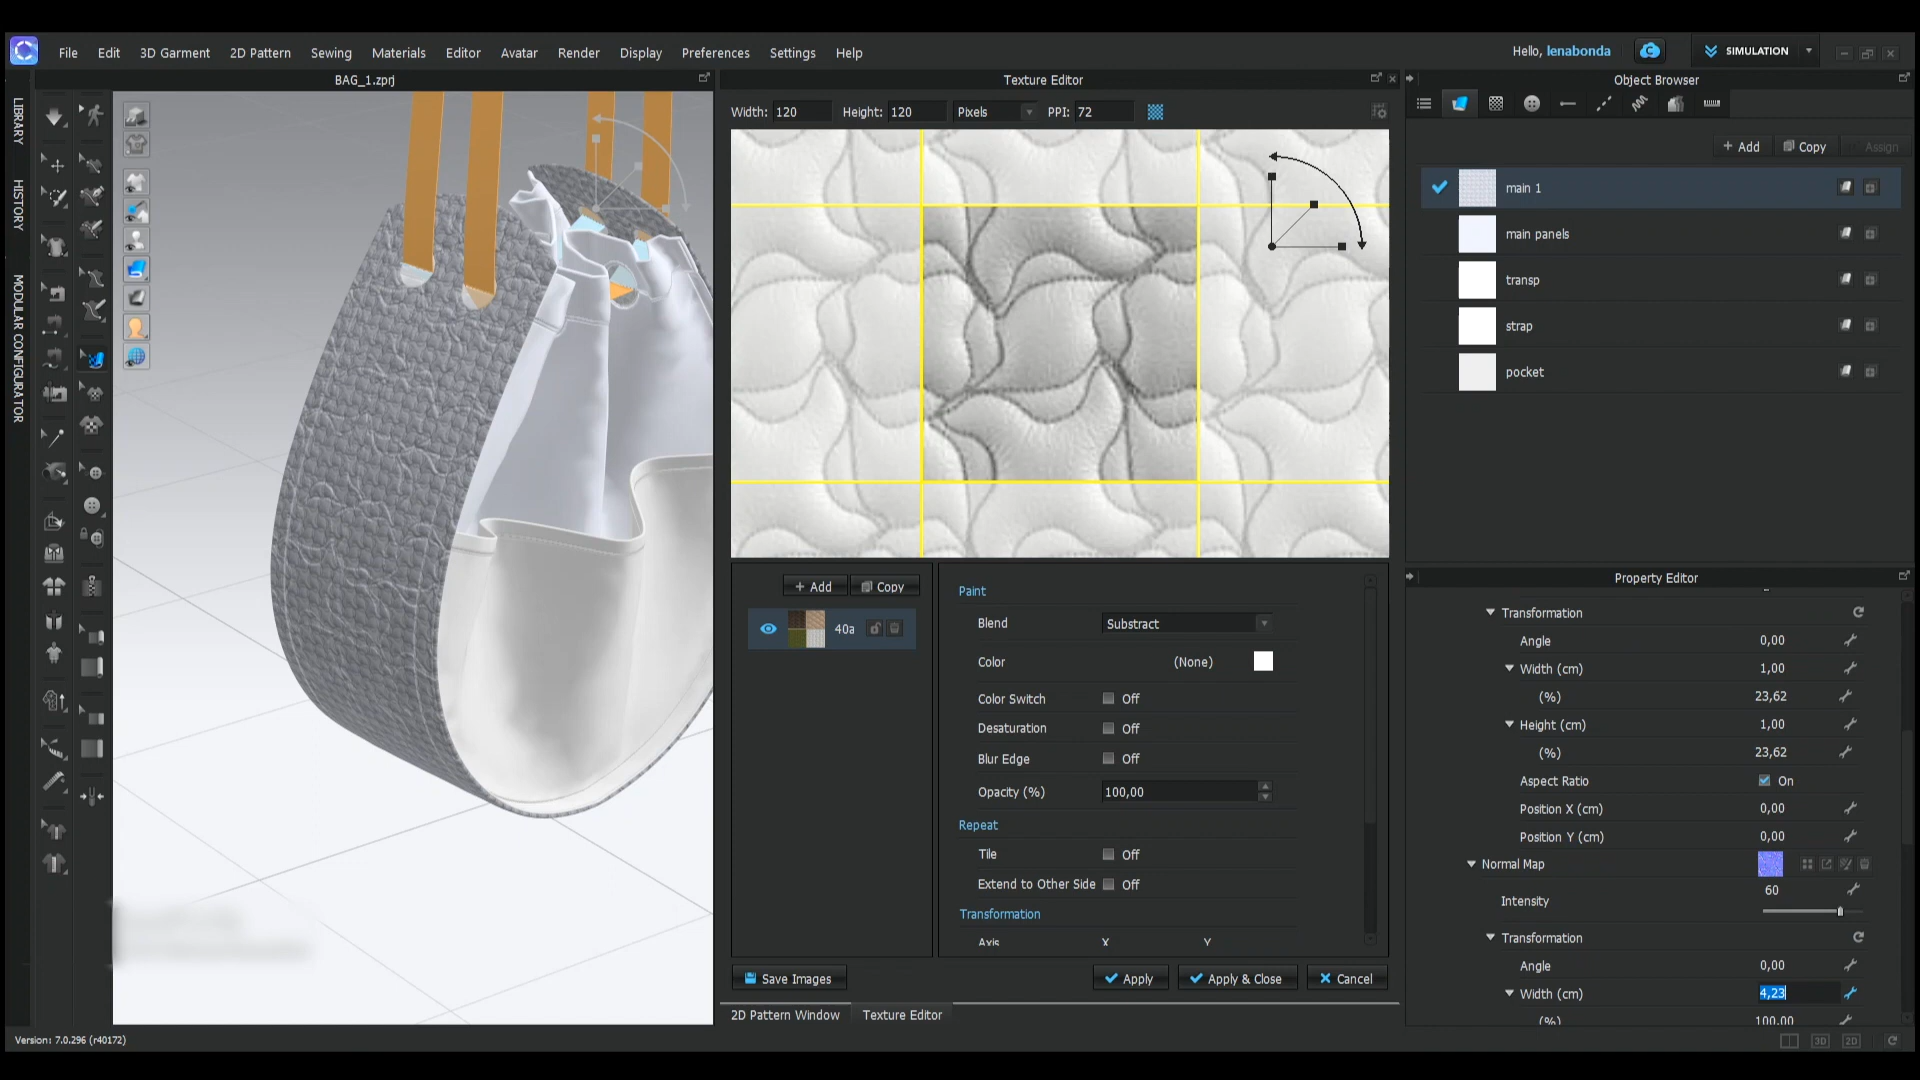 File Edit 3D Garment 2D Pattern Sewing Materials Editor Avatar Render Display Preferences Settings Help
Hello, lenabonda
SIMULATION
BAG_1.zprj
Texture Editor
Object Browser
LIBRARY
HISTORY
MODULAR CONFIGURATOR
Width: 120 Height: 120 Pixels PPI: 72
+ Add Copy Assign
main 1
main panels
transp
strap
pocket
+ Add Copy
40a
Paint
Blend Substract
Color (None)
Color Switch Off
Desaturation Off
Blur Edge Off
Opacity (%) 100,00
Repeat
Tile Off
Extend to Other Side Off
Transformation
Axis X Y
Save Images Apply Apply & Close Cancel
2D Pattern Window Texture Editor
Property Editor
Transformation
Angle 0,00
Width (cm) 1,00
(%) 23,62
Height (cm) 1,00
(%) 23,62
Aspect Ratio On
Position X (cm) 0,00
Position Y (cm) 0,00
Normal Map
60
Intensity
Transformation
Angle 0,00
Width (cm) 4,23
(%) 100,00
Version: 7.0.296 (r40172)
3D 2D